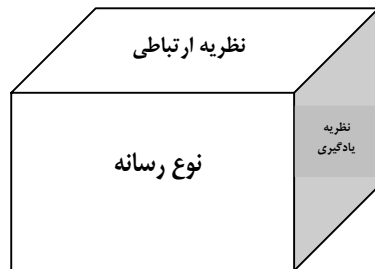 نظریه ارتباطی
نوع رسانه
نظریه
یادگیری